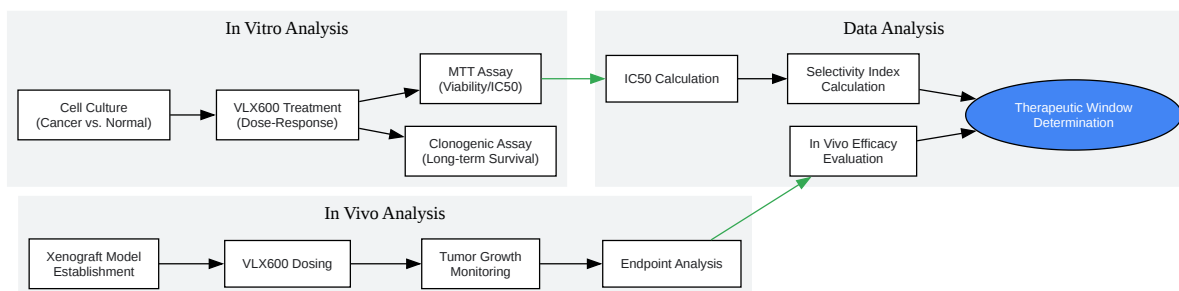 In Vitro Analysis
Cell Culture
(Cancer vs. Normal)
VLX600 Treatment
(Dose-Response)
MTT Assay
(Viability/IC50)
Clonogenic Assay
(Long-term Survival)
Data Analysis
IC50 Calculation
Selectivity Index
Calculation
In Vivo Efficacy
Evaluation
Therapeutic Window
Determination
In Vivo Analysis
Xenograft Model
Establishment
VLX600 Dosing
Tumor Growth
Monitoring
Endpoint Analysis